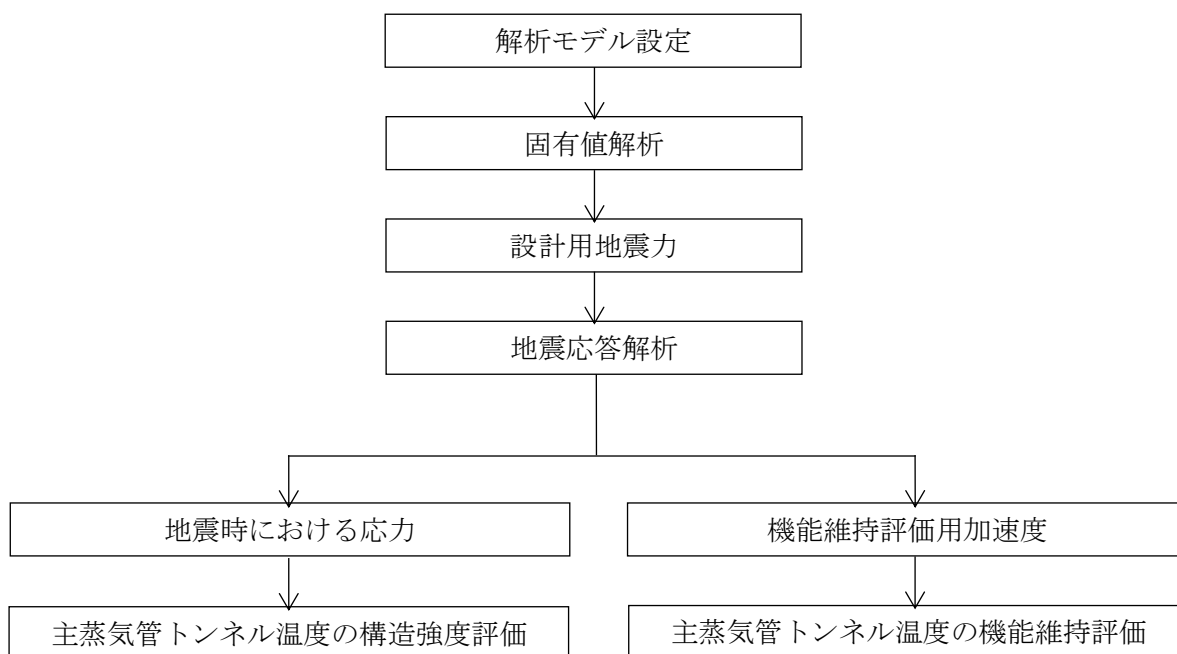 解析モデル設定
固有値解析
設計用地震力
地震応答解析
地震時における応力
機能維持評価用加速度
主蒸気管トンネル温度の構造強度評価
主蒸気管トンネル温度の機能維持評価